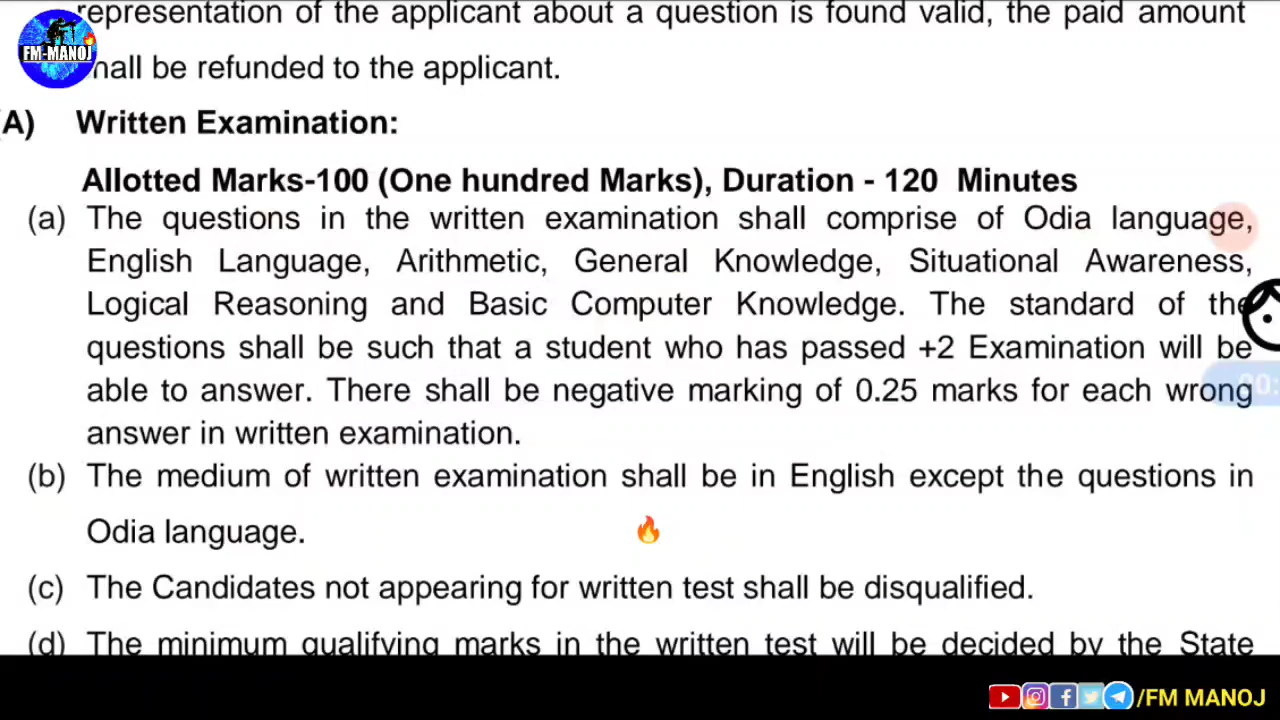 representation of the applicant about a question is found valid, the paid amount
shall be refunded to the applicant.
FM-MANOJ
(A) Written Examination:
Allotted Marks-100 (One hundred Marks), Duration - 120 Minutes
(a) The questions in the written examination shall comprise of Odia language,
English Language, Arithmetic, General Knowledge, Situational Awareness,
Logical Reasoning and Basic Computer Knowledge. The standard of the
questions shall be such that a student who has passed +2 Examination will be
able to answer. There shall be negative marking of 0.25 marks for each wrong
answer in written examination.
(b) The medium of written examination shall be in English except the questions in
Odia language.
(c) The Candidates not appearing for written test shall be disqualified.
(d) The minimum qualifying marks in the written test will be decided by the State
/FM MANOJ